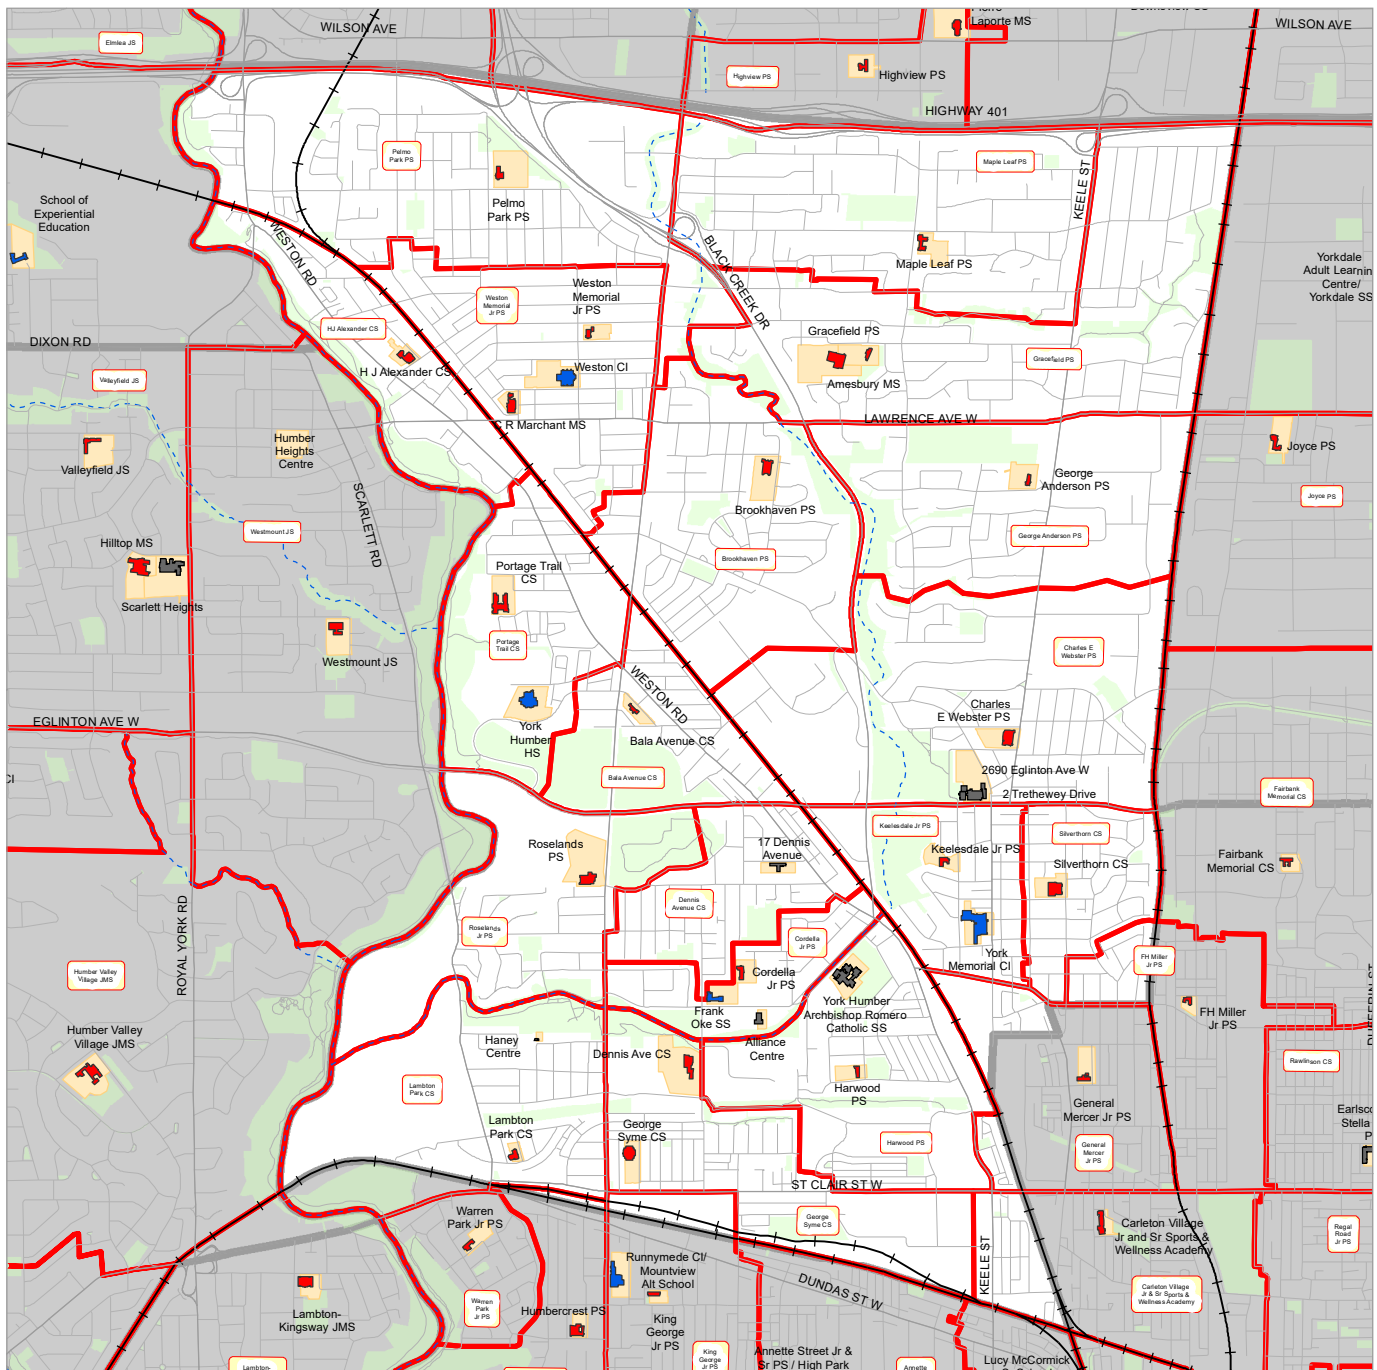 WILSON AVE
Pierre
Laporte MS
WILSON AVE
Elmlea JS
Highview PS
Highview PS
HIGHWAY 401
Pelmo
Park PS
Maple Leaf PS
KEELE ST
School of
Experiential
Education
Pelmo
Park PS
WESTON RD
BLACK CREEK DR
Maple Leaf PS
Yorkdale
Adult Learnin
Centre/
Yorkdale SS
Weston
Memorial
Jr PS
Weston
Memorial
Jr PS
HJ Alexander CS
Gracefield PS
DIXON RD
Gracefield PS
H J Alexander CS
Weston CI
Valleyfield JS
Amesbury MS
LAWRENCE AVE W
C R Marchant MS
Humber
Heights
Centre
Joyce PS
Valleyfield JS
George
Anderson PS
SCARLETT RD
Brookhaven PS
Joyce PS
Westmount JS
Hilltop MS
George Anderson PS
Brookhaven PS
Portage Trail
CS
Scarlett Heights
Portage
Trail CS
Charles E
Webster PS
Westmount JS
WESTON RD
EGLINTON AVE W
York
Humber
HS
Bala Avenue CS
Charles
E Webster PS
Bala Avenue CS
2690 Eglinton Ave W
2 Trethewey Drive
Fairbank
Memorial CS
CI
Keelesdale Jr PS
Silverthorn CS
Roselands
PS
17 Dennis
Avenue
Keelesdale Jr PS
Silverthorn CS
Fairbank
Memorial CS
Dennis
Avenue CS
ROYAL YORK RD
Roselands
Jr PS
Cordella
Jr PS
York
Memorial CI
FH Miller
Jr PS
Humber Valley
Village JMS
Cordella
Jr PS
DUFFERIN ST
Frank
Oke SS
York Humber
Archbishop Romero
Catholic SS
FH Miller
Jr PS
Humber Valley
Village JMS
Haney
Centre
Alliance
Centre
Dennis Ave CS
Rawlinson CS
Lambton
Park CS
Harwood
PS
General
Mercer Jr PS
Lambton
Park CS
George
Syme CS
Harwood PS
General
Mercer
Jr PS
Earlsco
Stella
P
ST CLAIR ST W
Warren
Park Jr PS
George
Syme CS
Carleton Village
Jr and Sr Sports &
Wellness Academy
Regal
Road
Jr PS
KEELE ST
Runnymede CI/
Mountview
Alt School
DUNDAS ST W
Carleton Village
Jr & Sr Sports &
Wellness Academy
Lambton-
Kingsway JMS
Warren
Park
Jr PS
Humbercrest PS
King
George
Jr PS
King
George
Jr PS
Annette Street Jr &
Sr PS / High Park
Lucy McCormick
Lambton-
Annette